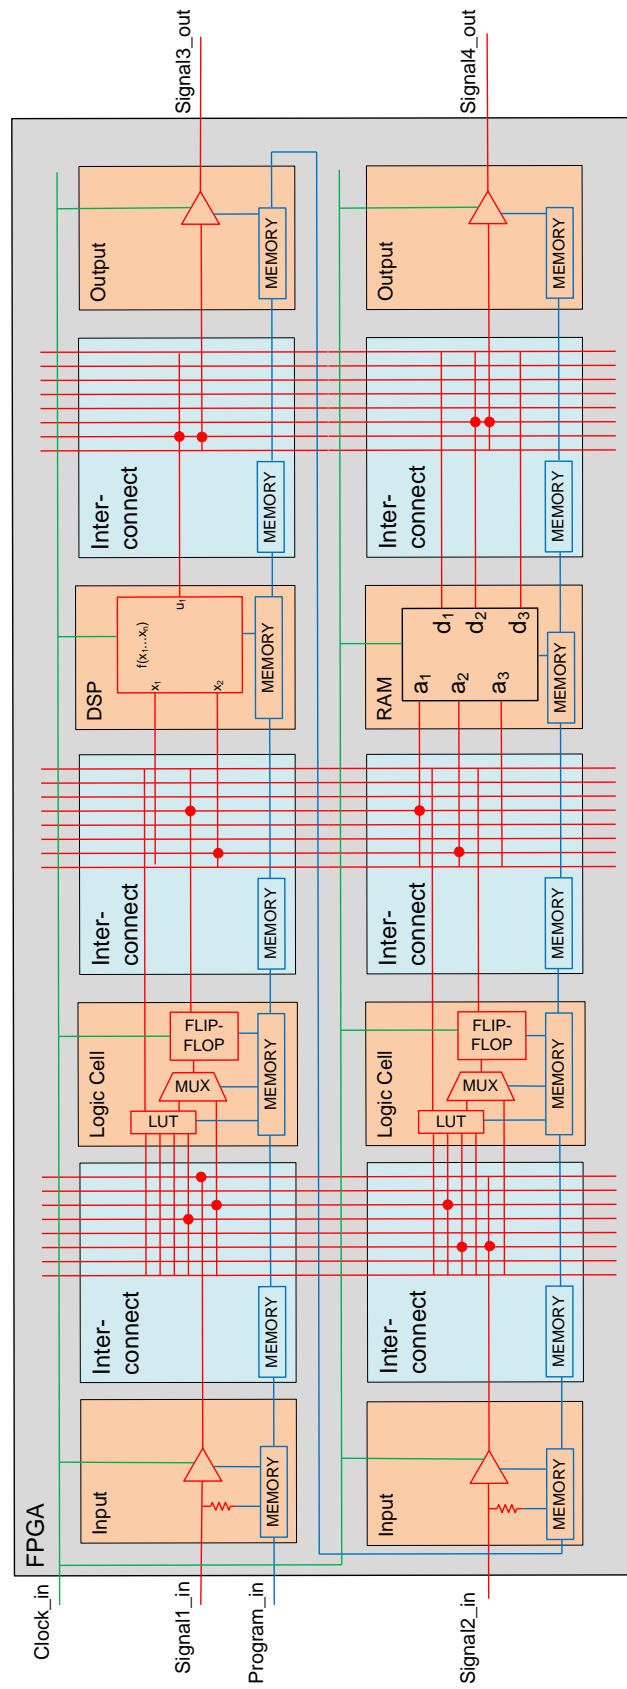 FPGA
Clock_in
Signal1_in
Program_in
Input
MEMORY
Inter-
connect
MEMORY
Logic Cell
LUT
MUX
FLIP-
FLOP
MEMORY
Inter-
connect
MEMORY
DSP
x₁
x₂
f(x₁...xₙ)
u₁
MEMORY
Inter-
connect
MEMORY
Output
MEMORY
Signal3_out
Signal2_in
Input
MEMORY
Inter-
connect
MEMORY
Logic Cell
LUT
MUX
FLIP-
FLOP
MEMORY
Inter-
connect
MEMORY
RAM
a₁ d₁
a₂ d₂
a₃ d₃
MEMORY
Inter-
connect
MEMORY
Output
MEMORY
Signal4_out